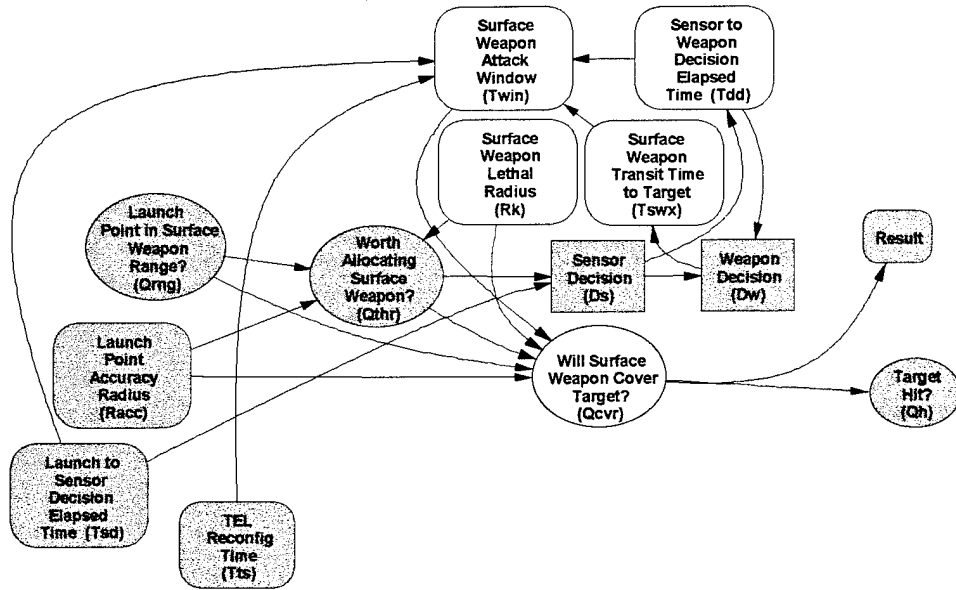 Surface
Weapon
Attack
Window
(Twin)
Sensor to
Weapon
Decision
Elapsed
Time (Tdd)
Surface
Weapon
Lethal
Radius
(Rk)
Surface
Weapon
Transit Time
to Target
(Tswx)
Launch
Point in Surface
Weapon
Range?
(Qrng)
Worth
Allocating
Surface
Weapon?
(Qthr)
Sensor
Decision
(Ds)
Weapon
Decision
(Dw)
Result
Launch
Point
Accuracy
Radius
(Racc)
Will Surface
Weapon Cover
Target?
(Qcvr)
Target
Hit?
(Qh)
Launch to
Sensor
Decision
Elapsed
Time (Tsd)
TEL
Reconfig
Time
(Tts)